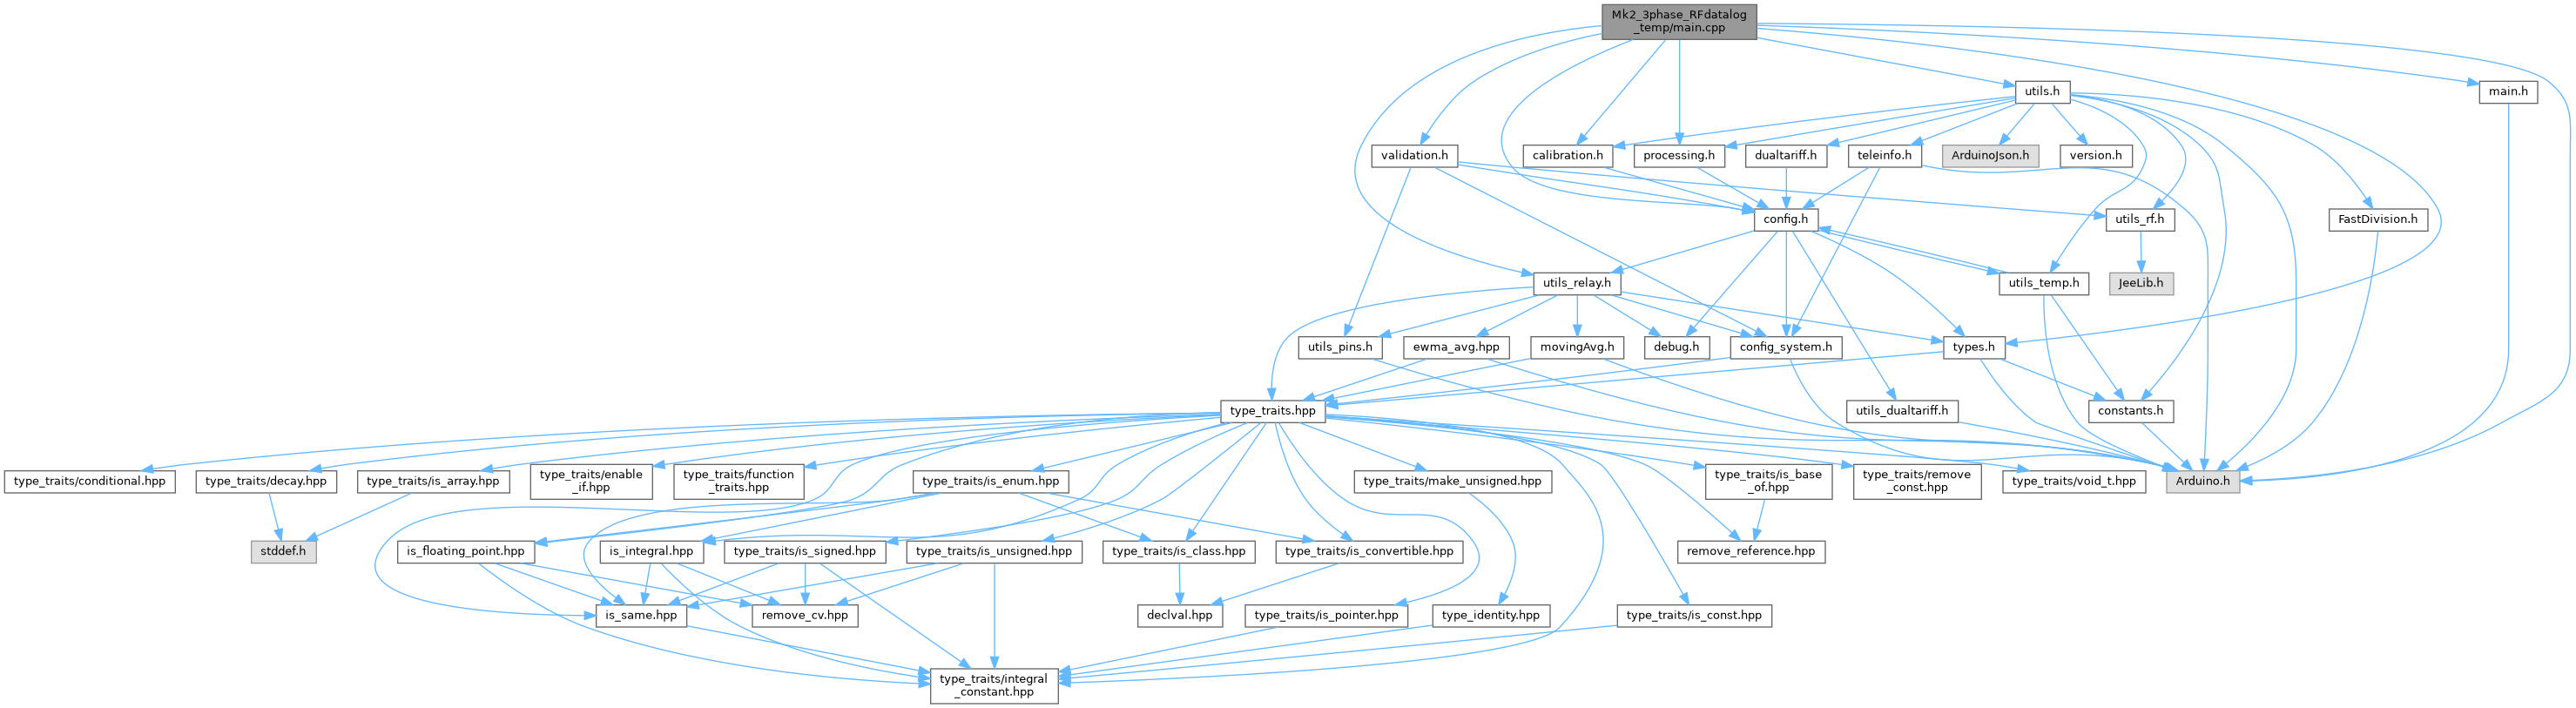 Mk2_3phase_RFdatalog
_temp/main.cpp
utils.h
main.h
validation.h
calibration.h
processing.h
dualtariff.h
teleinfo.h
ArduinoJson.h
version.h
config.h
utils_rf.h
FastDivision.h
utils_relay.h
utils_temp.h
JeeLib.h
utils_pins.h
ewma_avg.hpp
movingAvg.h
debug.h
config_system.h
types.h
type_traits.hpp
utils_dualtariff.h
constants.h
type_traits/conditional.hpp
type_traits/decay.hpp
type_traits/is_array.hpp
type_traits/enable
_if.hpp
type_traits/function
_traits.hpp
type_traits/is_enum.hpp
type_traits/make_unsigned.hpp
type_traits/is_base
_of.hpp
type_traits/remove
_const.hpp
type_traits/void_t.hpp
Arduino.h
stddef.h
is_floating_point.hpp
is_integral.hpp
type_traits/is_signed.hpp
type_traits/is_unsigned.hpp
type_traits/is_class.hpp
type_traits/is_convertible.hpp
remove_reference.hpp
is_same.hpp
remove_cv.hpp
declval.hpp
type_traits/is_pointer.hpp
type_identity.hpp
type_traits/is_const.hpp
type_traits/integral
_constant.hpp